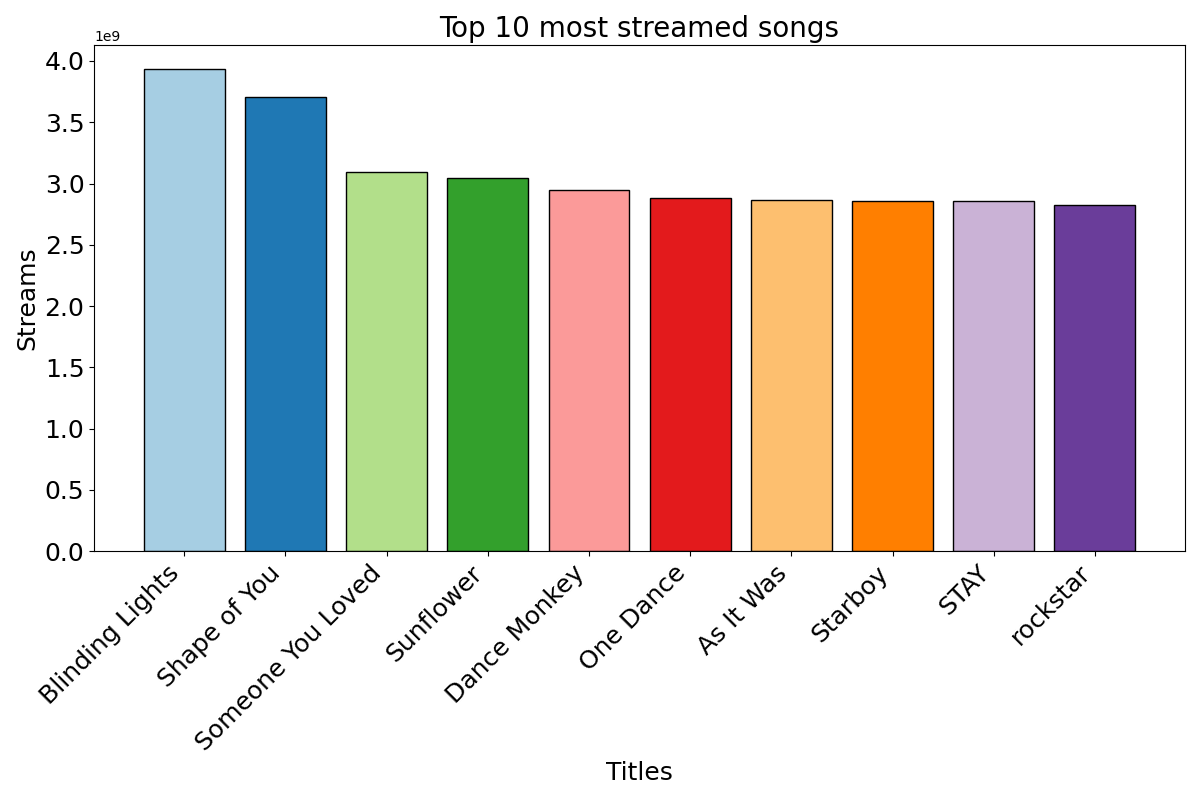 Top 10 most streamed songs
1e9
4.0
3.5
3.0
2.5
2.0
1.5
1.0
0.5
0.0
Streams
Blinding Lights
Shape of You
Someone You Loved
Sunflower
Dance Monkey
One Dance
As It Was
Starboy
STAY
rockstar
Titles